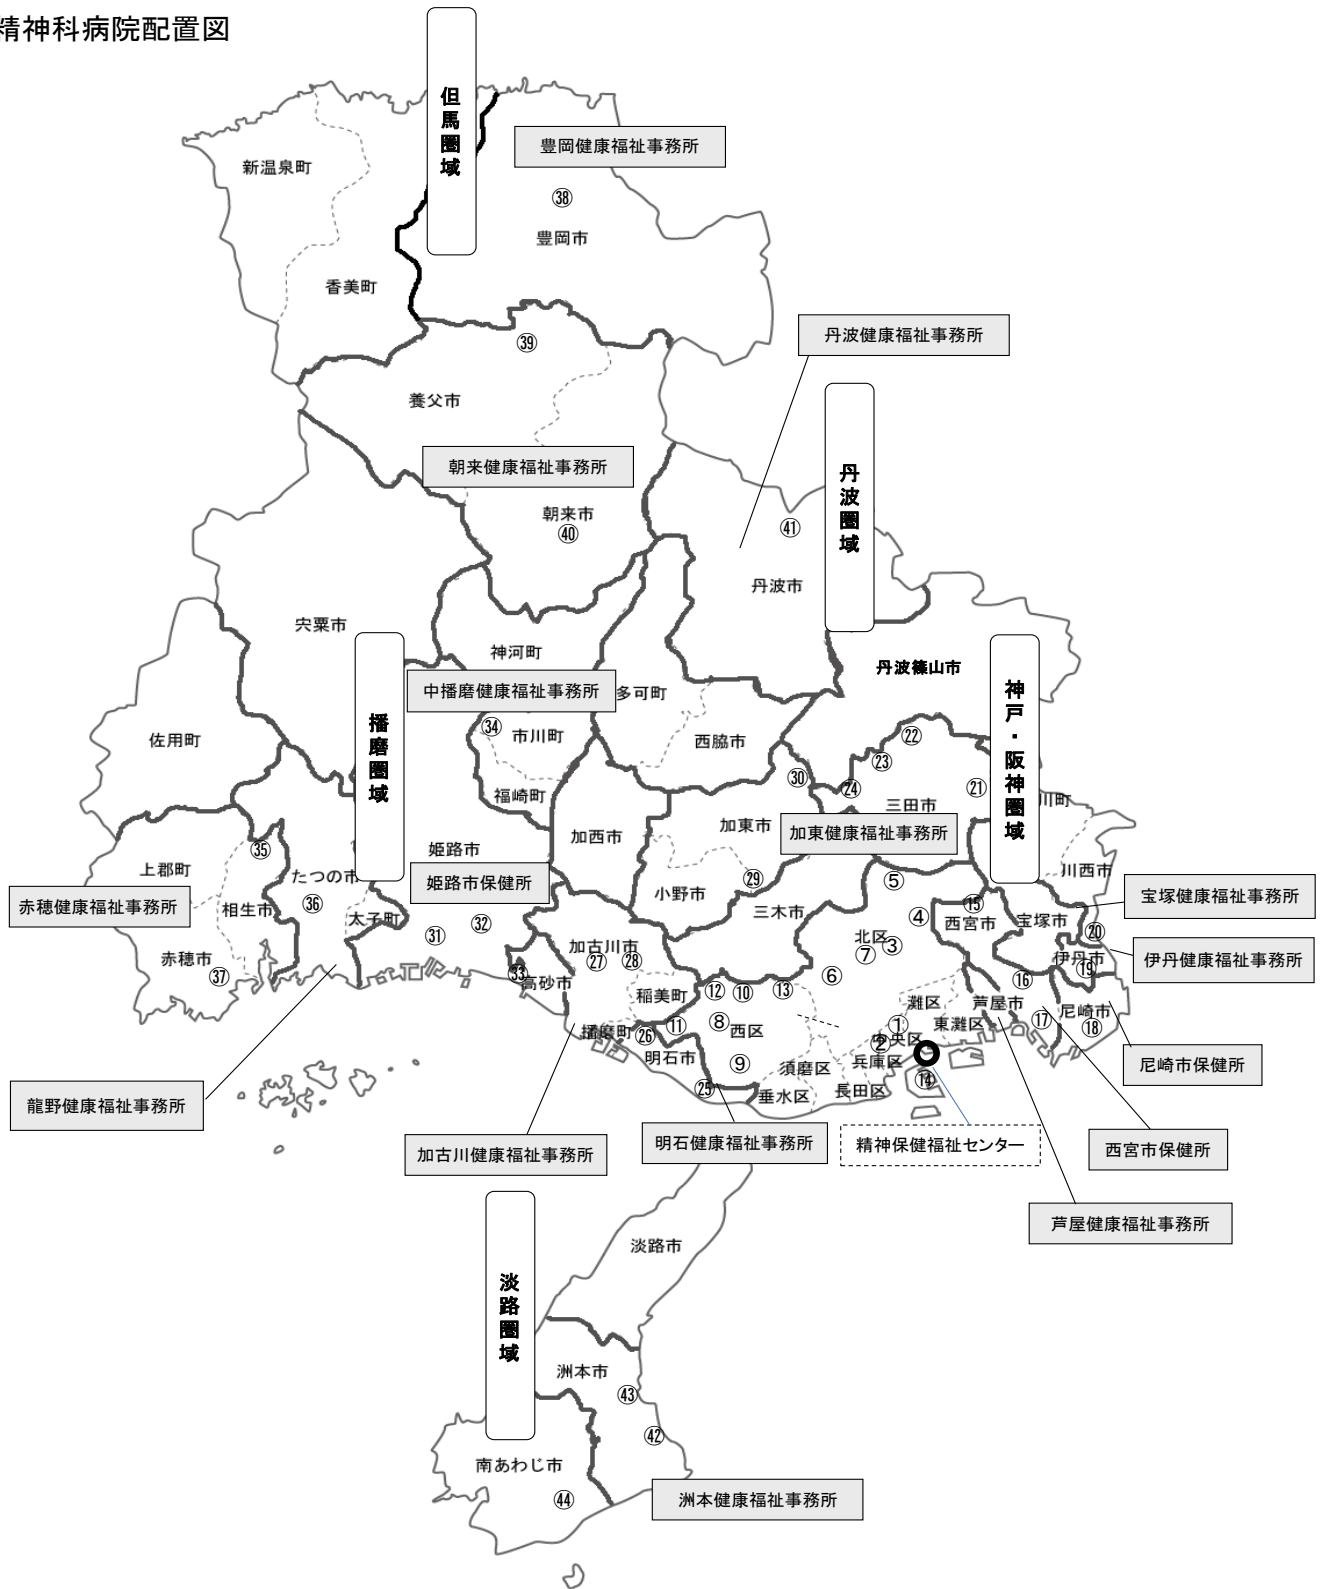 精神科病院配置図
但馬圏域
豊岡健康福祉事務所
新温泉町
㊳
豊岡市
香美町
丹波健康福祉事務所
㊴
養父市
丹波圏域
朝来健康福祉事務所
朝来市
㊵
㊶
丹波市
宍粟市
神河町
丹波篠山市
神戸・阪神圏域
播磨圏域
中播磨健康福祉事務所
多可町
佐用町
㉞
市川町
西脇市
㉒
㉓
㉚
㉔
㉑
福崎町
三田市
川町
加西市
加東市
加東健康福祉事務所
姫路市
㉟
上郡町
たつの市
川西市
姫路市保健所
⑤
㉙
小野市
赤穂健康福祉事務所
相生市
㊱
太子町
三木市
⑮
宝塚健康福祉事務所
㉜
④
西宮市
宝塚市
㉛
北区
③
⑳
加古川市
⑦
伊丹市
伊丹健康福祉事務所
赤穂市
㊲
㉝
高砂市
㉗
㉘
⑥
⑯
⑲
稲美町
⑫
⑩
⑬
灘区
芦屋市
尼崎市
播磨町
㉖
⑪
⑧
西区
①
東灘区
⑰
⑱
明石市
②
中央区
⑨
須磨区
兵庫区
尼崎市保健所
㉕
垂水区
長田区
⑭
龍野健康福祉事務所
加古川健康福祉事務所
明石健康福祉事務所
精神保健福祉センター
西宮市保健所
芦屋健康福祉事務所
淡路圏域
淡路市
洲本市
㊸
㊷
南あわじ市
㊹
洲本健康福祉事務所